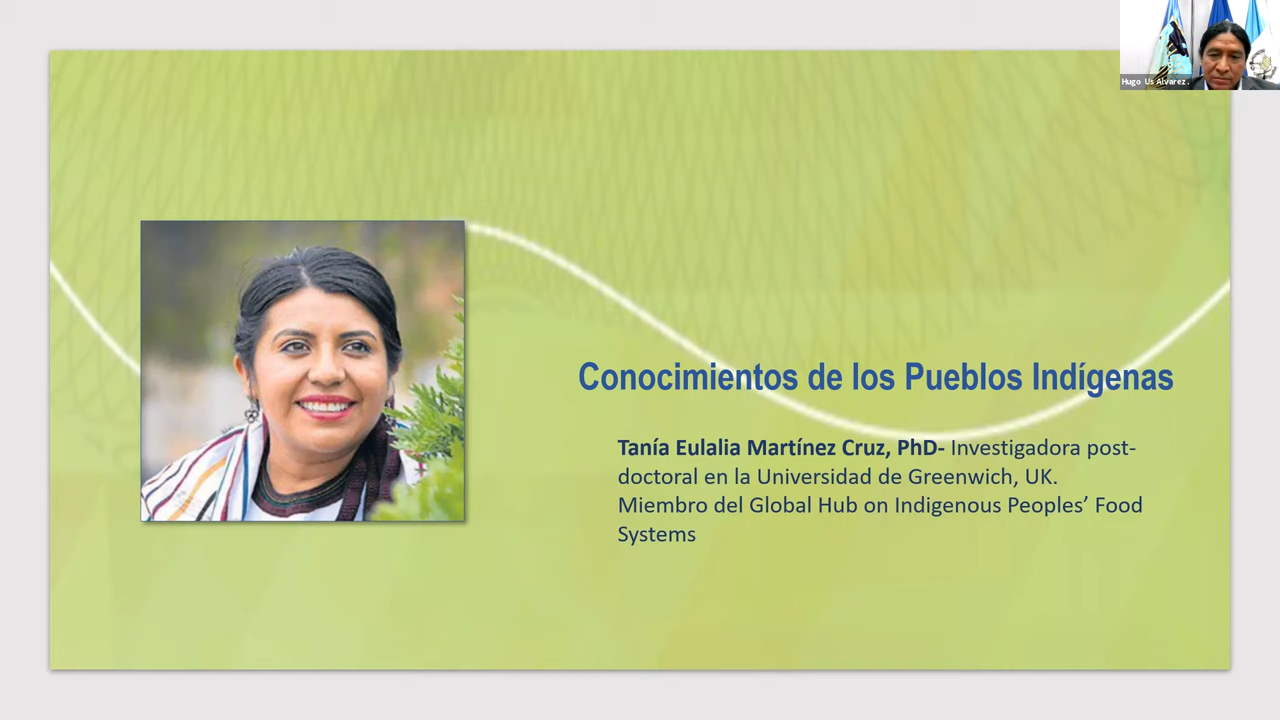 Hugo Us Alvarez.
Conocimientos de los Pueblos Indígenas
Tanía Eulalia Martínez Cruz, PhD- Investigadora post-
doctoral en la Universidad de Greenwich, UK.
Miembro del Global Hub on Indigenous Peoples’ Food
Systems